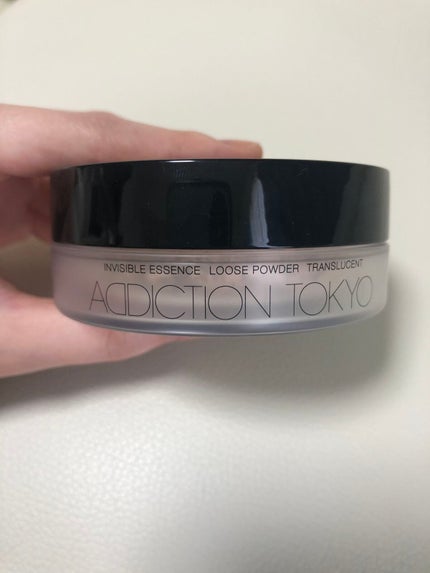 INVISIBLE ESSENCE LOOSE POWDER TRANSLUCENT
ADDICTION TOKYO